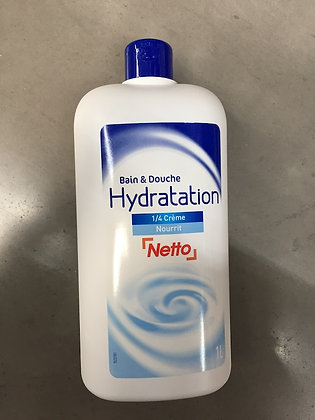 Bain & Douche
Hydratation
1/4 Crème
Nourrit
Netto
1L